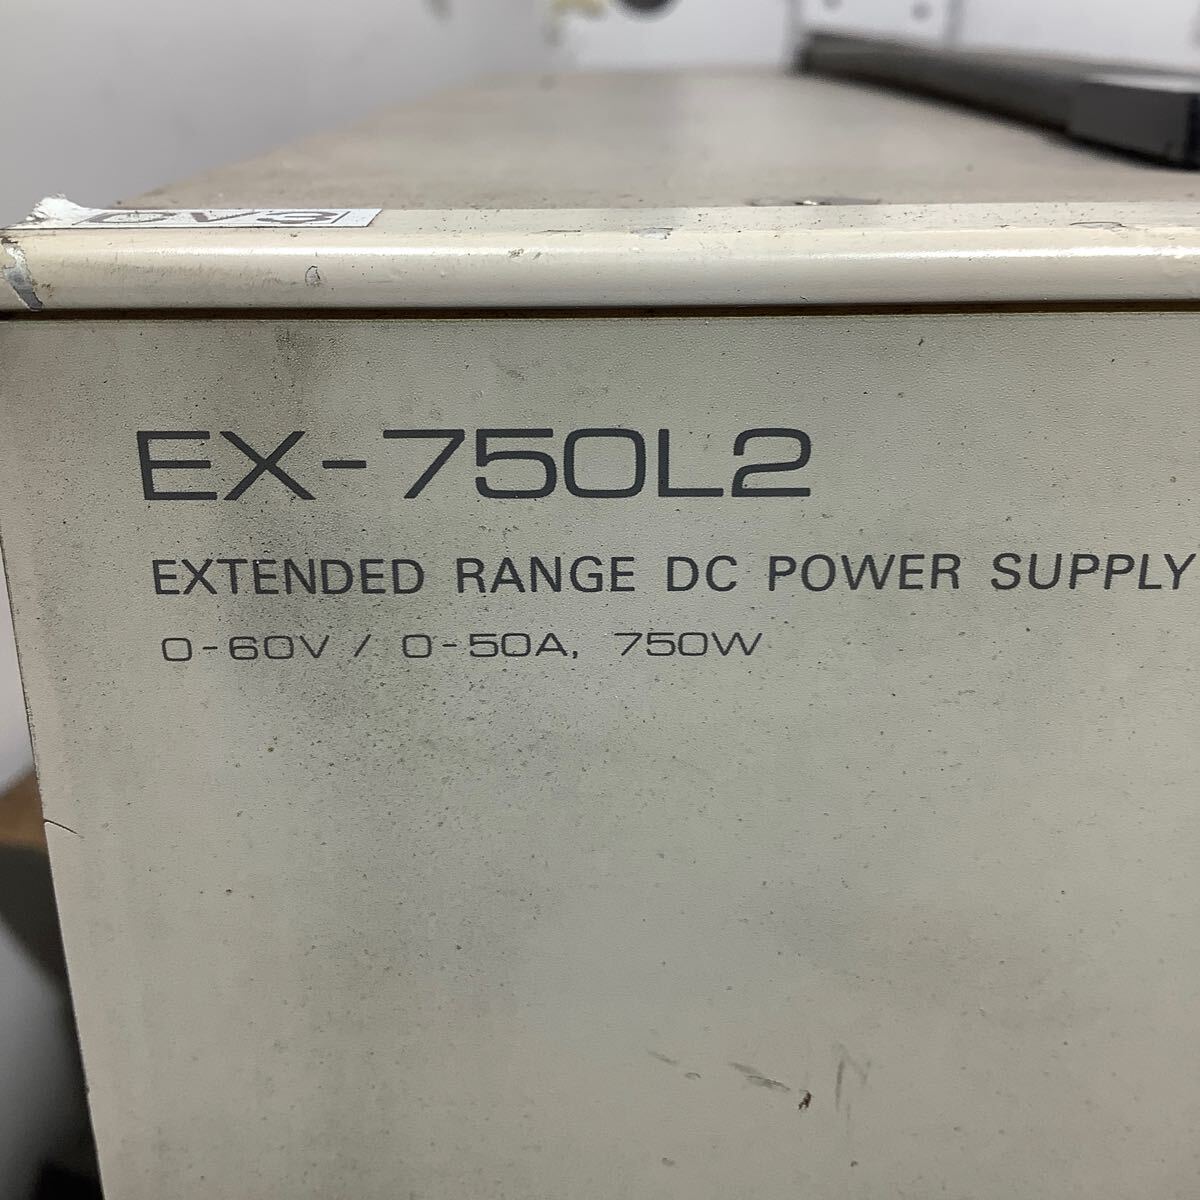 EX-750L2
EXTENDED RANGE DC POWER SUPPLY
0-60V / 0-50A, 750W